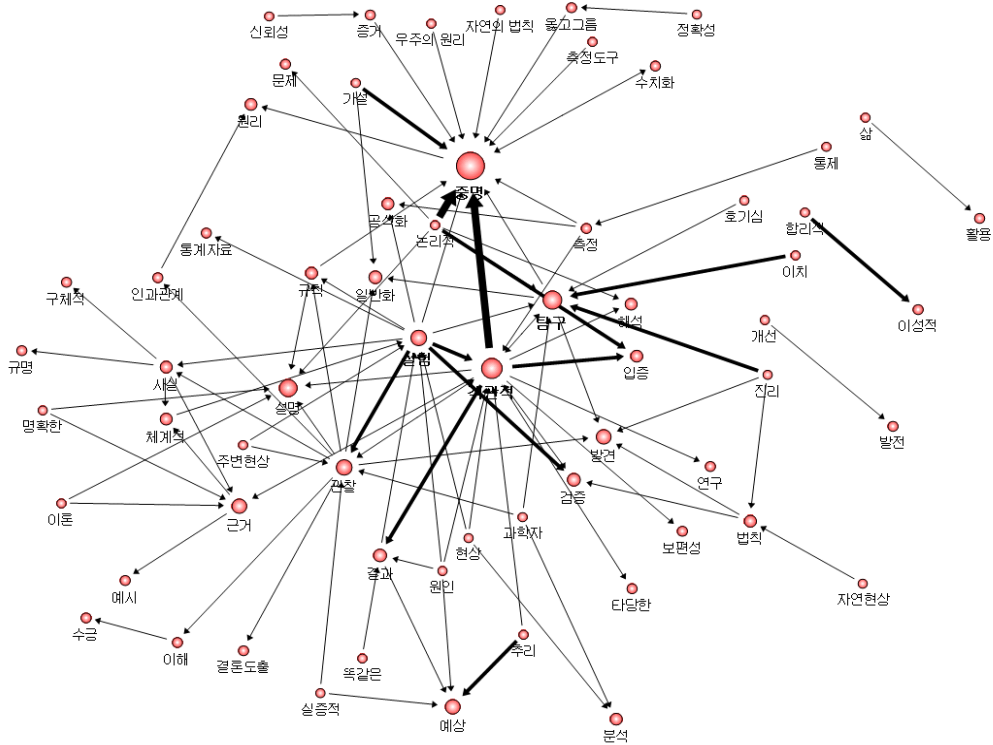 신뢰성
증거
우주의 원리
자연의 법칙
옳고그름
정확성
측정도구
문제
개설
수치화
원리
삶
통제
증명
공식화
논리적
측정
호기심
합리적
활용
통계자료
구체적
인과관계
규칙
일반화
탐구
해석
이치
이성적
실험
객관적
입증
개선
규명
사실
설명
진리
명확한
체계적
주변현상
관찰
발견
발전
이론
근거
검증
연구
과학자
현상
보편성
법칙
결과
원인
예시
타당한
자연현상
수긍
이해
결론도출
똑같은
추리
실증적
예상
분석